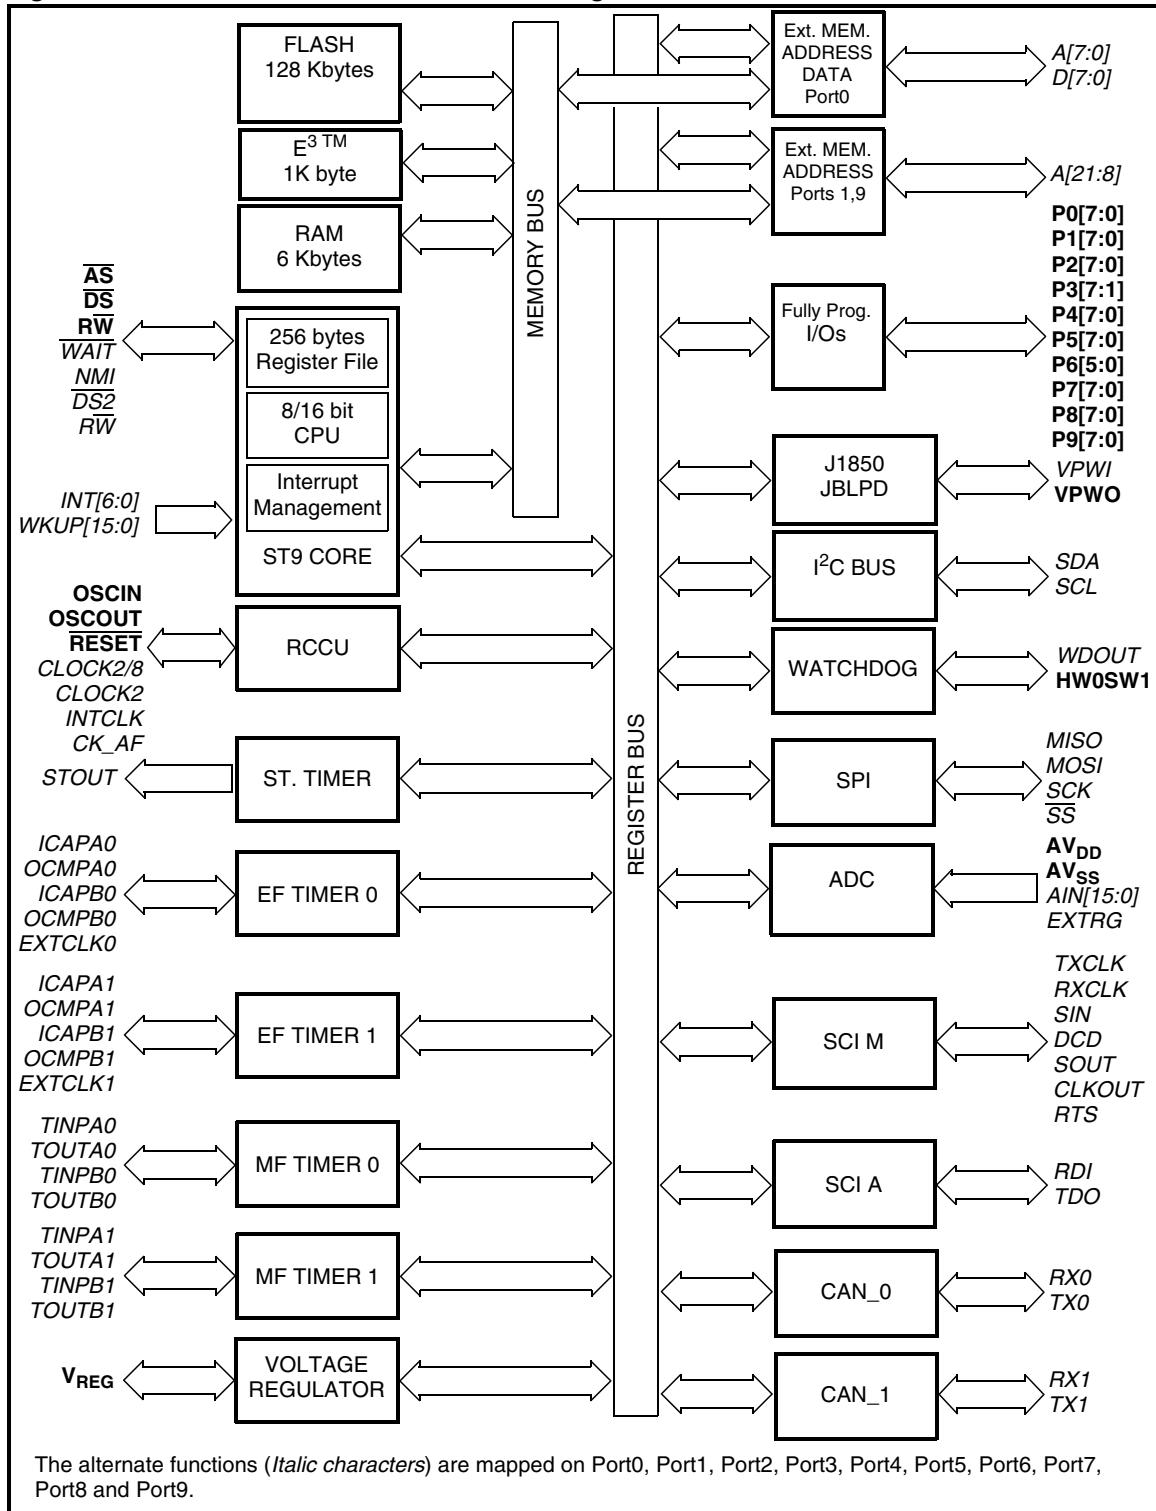 FLASH
128 Kbytes
E3 TM
1K byte
RAM
6 Kbytes
A̅S̅
D̅S̅
RW̅
W̅A̅I̅T̅
NMI
D̅S̅2̅
RW̅
256 bytes
Register File
8/16 bit
CPU
Interrupt
Management
ST9 CORE
INT[6:0]
WKUP[15:0]
OSCIN
OSCOUT
R̅E̅S̅E̅T̅
CLOCK2/8
CLOCK2
INTCLK
CK_AF
RCCU
STOUT
ST. TIMER
ICAPA0
OCMPA0
ICAPB0
OCMPB0
EXTCLK0
EF TIMER 0
ICAPA1
OCMPA1
ICAPB1
OCMPB1
EXTCLK1
EF TIMER 1
TINPA0
TOUTA0
TINPB0
TOUTB0
MF TIMER 0
TINPA1
TOUTA1
TINPB1
TOUTB1
MF TIMER 1
VREG
VOLTAGE
REGULATOR
MEMORY BUS
REGISTER BUS
Ext. MEM.
ADDRESS
DATA
Port0
A[7:0]
D[7:0]
Ext. MEM.
ADDRESS
Ports 1,9
A[21:8]
Fully Prog.
I/Os
P0[7:0]
P1[7:0]
P2[7:0]
P3[7:1]
P4[7:0]
P5[7:0]
P6[5:0]
P7[7:0]
P8[7:0]
P9[7:0]
J1850
JBLPD
VPWI
VPWO
I2C BUS
SDA
SCL
WATCHDOG
WDOUT
HW0SW1
SPI
MISO
MOSI
SCK
S̅S̅
ADC
AVDD
AVSS
AIN[15:0]
EXTRG
SCI M
TXCLK
RXCLK
SIN
DCD
SOUT
CLKOUT
RTS
SCI A
RDI
TDO
CAN_0
RX0
TX0
CAN_1
RX1
TX1
The alternate functions (Italic characters) are mapped on Port0, Port1, Port2, Port3, Port4, Port5, Port6, Port7,
Port8 and Port9.